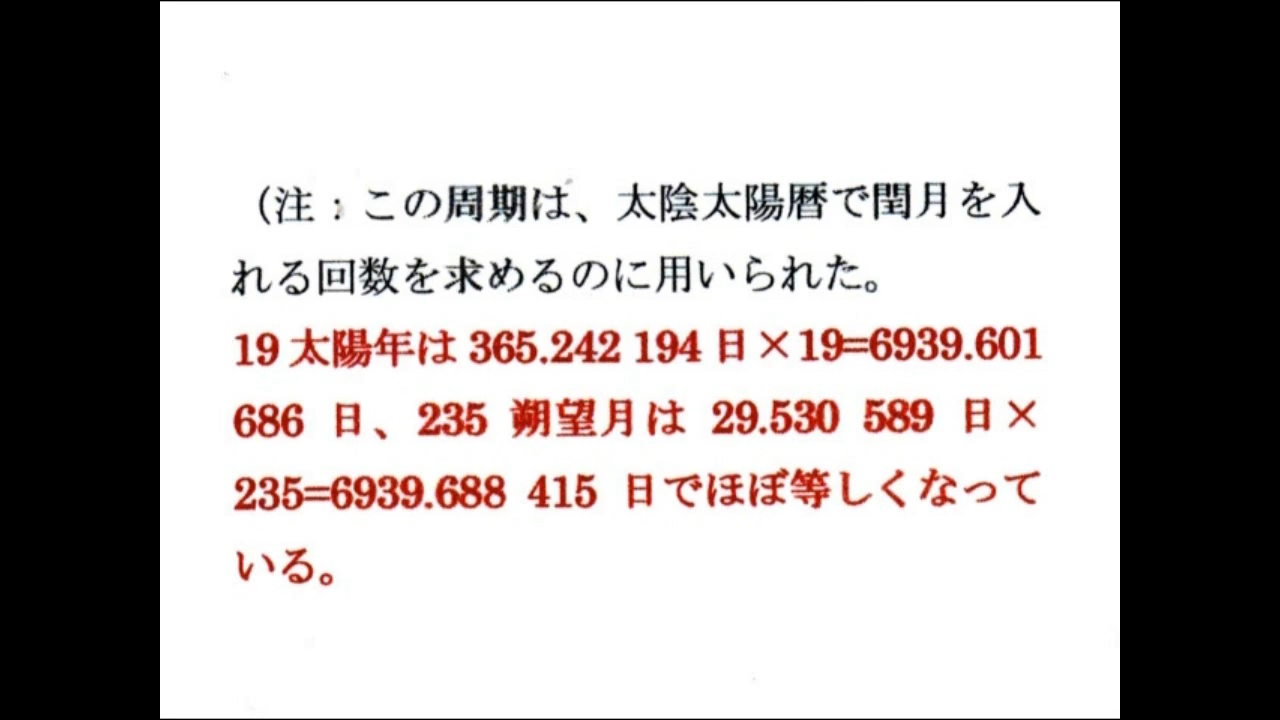 （注：この周期は、太陰太陽暦で閏月を入
れる回数を求めるのに用いられた。
19 太陽年は 365.242 194 日×19=6939.601
686 日、235 朔望月は 29.530 589 日×
235=6939.688 415 日でほぼ等しくなって
いる。